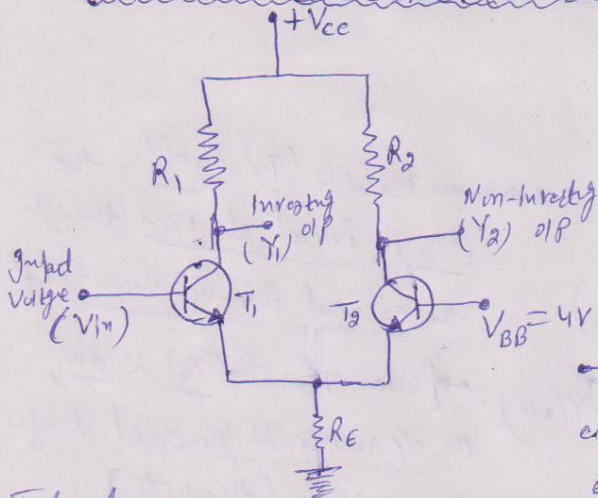 +Vcc
R1
R2
Inverting o/p
(Y1)
Non-Inverting
(Y2) o/p
Input
Voltage
(Vin)
T1
T2
VBB = 4V
RE